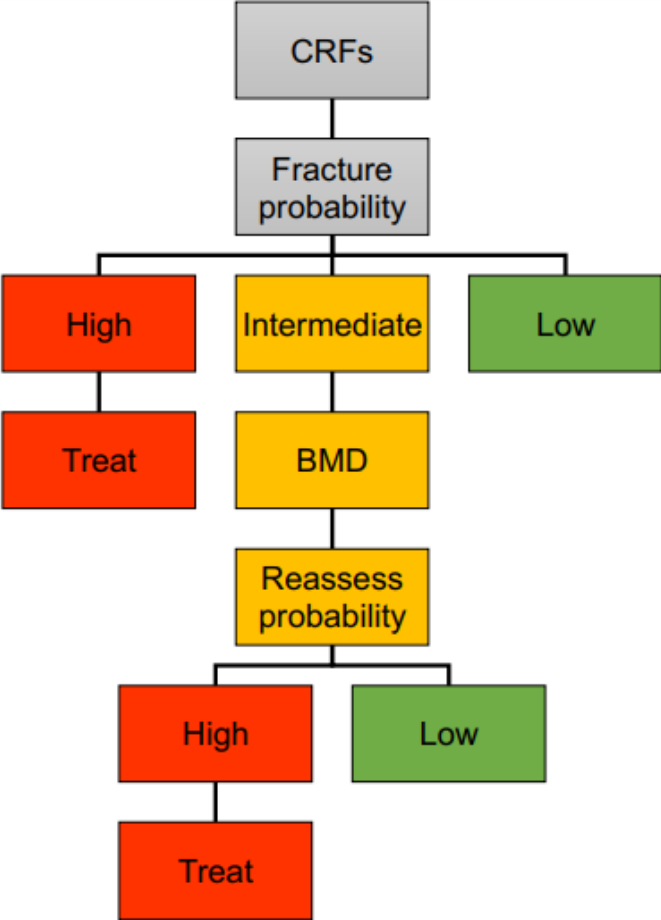 CRFs
Fracture
probability
High
Intermediate
Low
Treat
BMD
Reassess
probability
High
Low
Treat